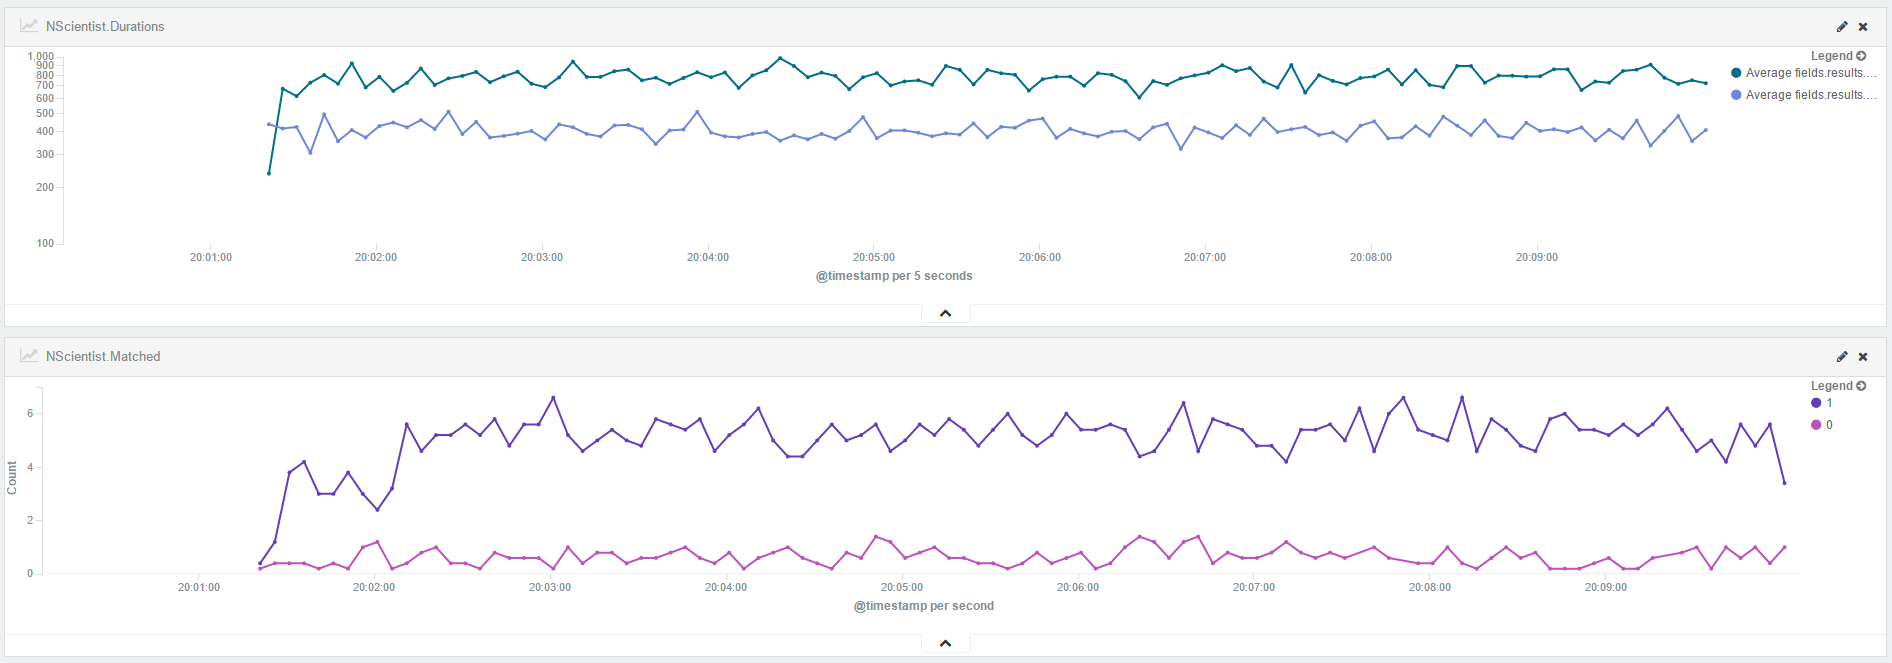 NScientist.Durations
Legend
Average fields.results....
Average fields.results....
1,000
900
800
700
600
500
400
300
200
100
20:01:00 20:02:00 20:03:00 20:04:00 20:05:00 20:06:00 20:07:00 20:08:00 20:09:00
@timestamp per 5 seconds
NScientist.Matched
Legend
1
0
Count
6
4
2
0
20:01:00 20:02:00 20:03:00 20:04:00 20:05:00 20:06:00 20:07:00 20:08:00 20:09:00
@timestamp per second